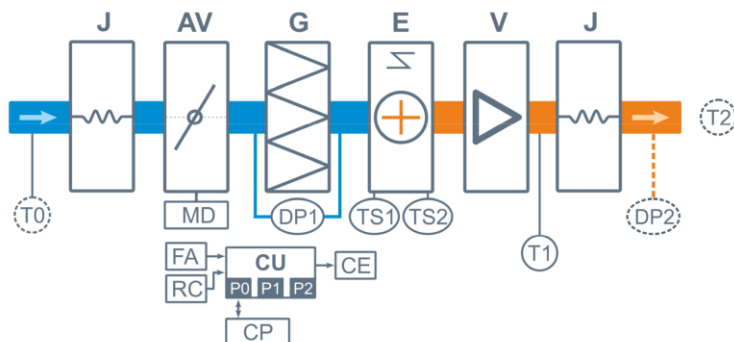 J AV G E V J
T2
T0 MD DP1 TS1 TS2 T1 DP2
FA CU CE
RC P0 P1 P2
CP